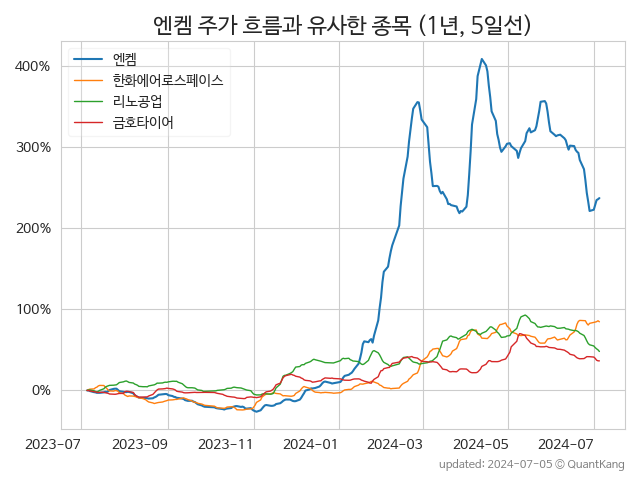 엔켐 주가 흐름과 유사한 종목 (1년, 5일선)
엔켐
한화에어로스페이스
리노공업
금호타이어
400%
300%
200%
100%
0%
2023-07 2023-09 2023-11 2024-01 2024-03 2024-05 2024-07
updated: 2024-07-05 © QuantKang